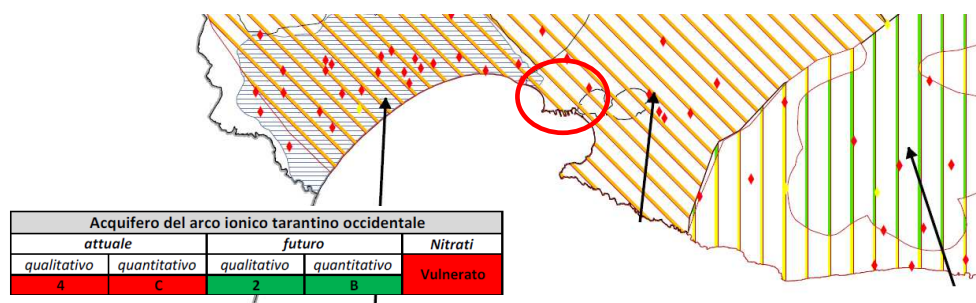 Acquifero del arco ionico tarantino occidentale
attuale futuro Nitrati
qualitativo quantitativo qualitativo quantitativo Vulnerato
4 C 2 B